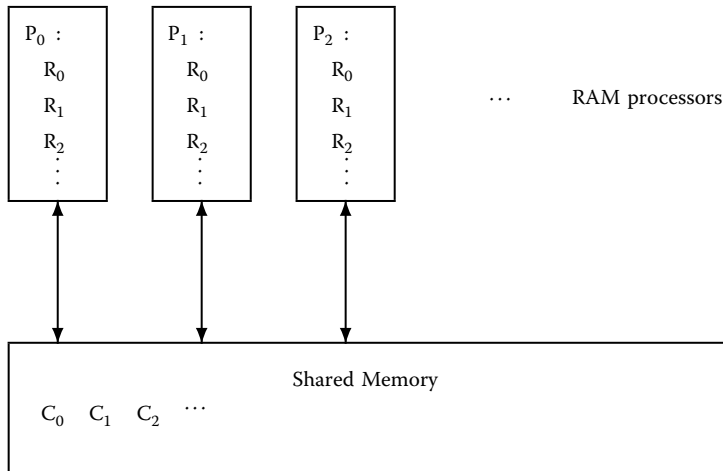 P₀ : P₁ : P₂ :
R₀ R₀ R₀
R₁ R₁ R₁ ... RAM processors
R₂ R₂ R₂
⋮ ⋮ ⋮
Shared Memory
C₀ C₁ C₂ ...